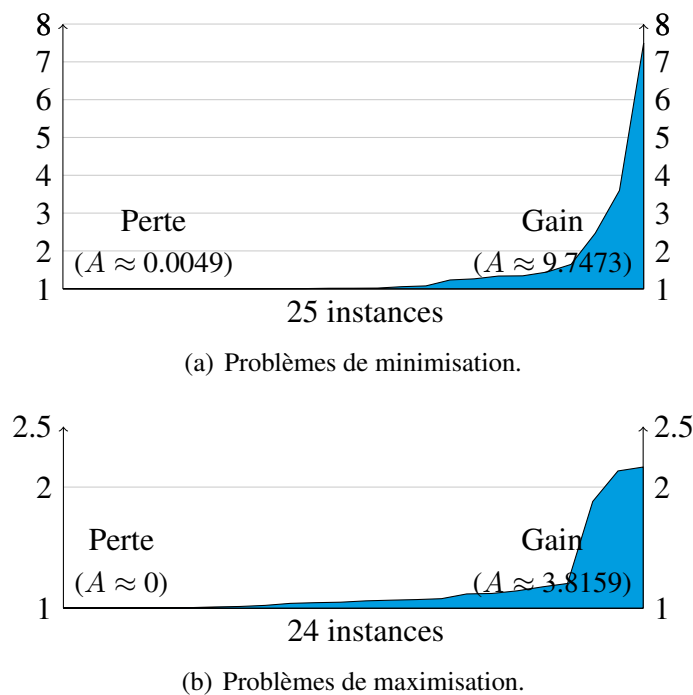 8 8
7 7
6 6
5 5
4 4
3 3
Perte Gain
2 2
(A ≈ 0.0049) (A ≈ 9.7473)
1 1
25 instances
(a) Problèmes de minimisation.
2.5 2.5
2 2
Perte Gain
(A ≈ 0) (A ≈ 3.8159)
1 1
24 instances
(b) Problèmes de maximisation.